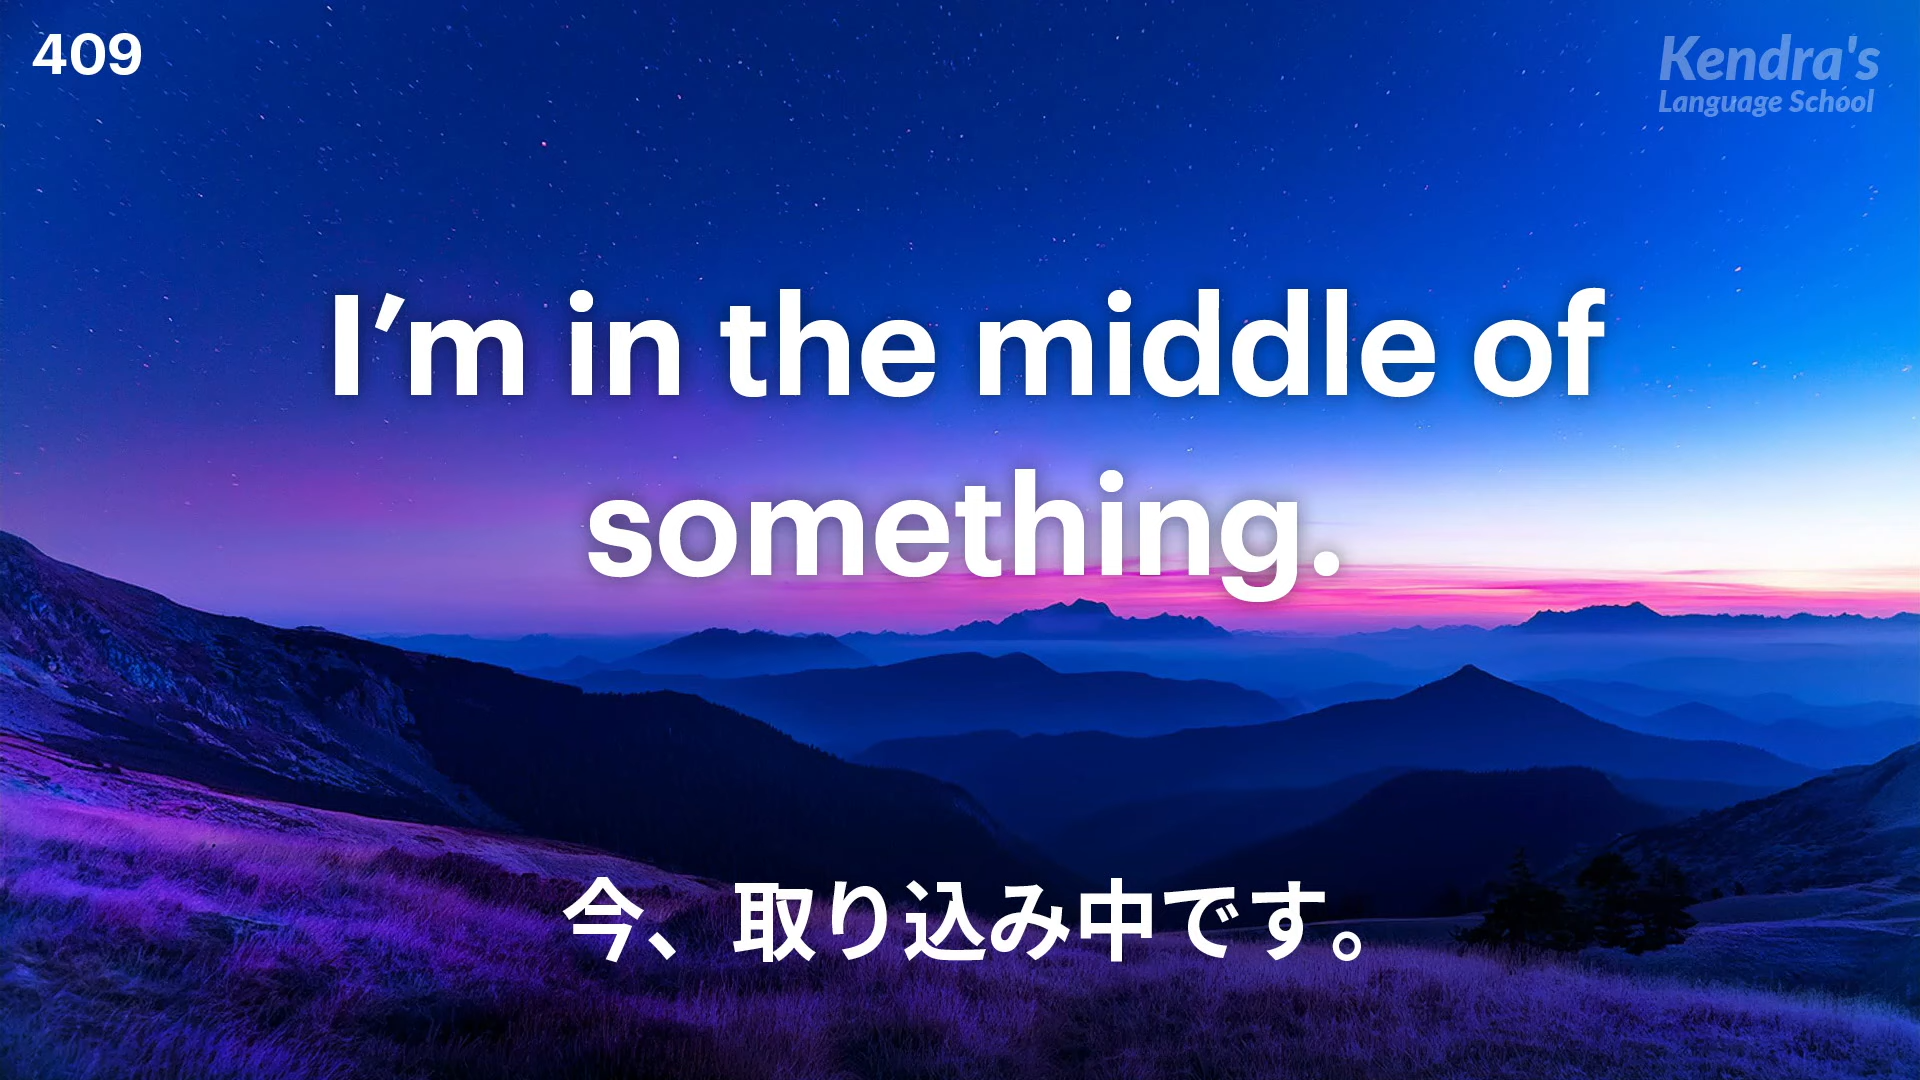 409
Kendra's
Language School
I’m in the middle of
something.
今、取り込み中です。